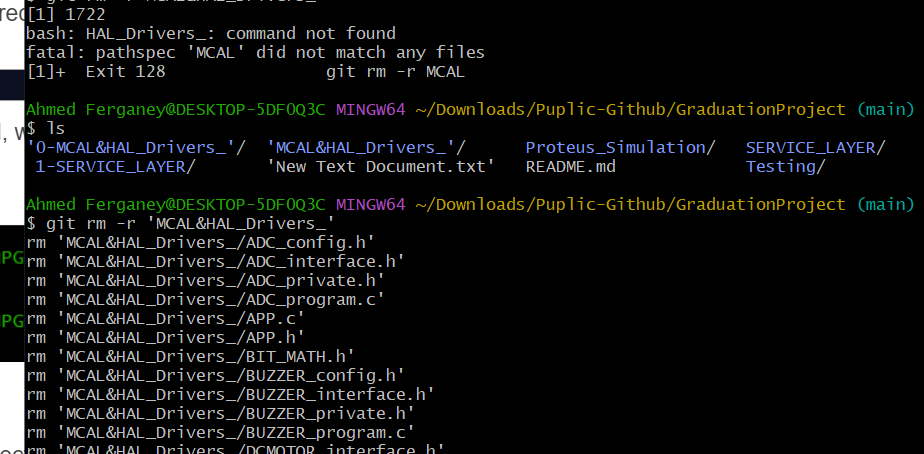 [1] 1722
bash: HAL_Drivers_: command not found
fatal: pathspec 'MCAL' did not match any files
[1]+  Exit 128                git rm -r MCAL
Ahmed Ferganey@DESKTOP-5DF0Q3C MINGW64 ~/Downloads/Puplic-Github/GraduationProject (main)
$ ls
'0-MCAL&HAL_Drivers_'/  'MCAL&HAL_Drivers_'/      Proteus_Simulation/   SERVICE_LAYER/
1-SERVICE_LAYER/       'New Text Document.txt'   README.md             Testing/
Ahmed Ferganey@DESKTOP-5DF0Q3C MINGW64 ~/Downloads/Puplic-Github/GraduationProject (main)
$ git rm -r 'MCAL&HAL_Drivers_'
rm 'MCAL&HAL_Drivers_/ADC_config.h'
rm 'MCAL&HAL_Drivers_/ADC_interface.h'
rm 'MCAL&HAL_Drivers_/ADC_private.h'
rm 'MCAL&HAL_Drivers_/ADC_program.c'
rm 'MCAL&HAL_Drivers_/APP.c'
rm 'MCAL&HAL_Drivers_/APP.h'
rm 'MCAL&HAL_Drivers_/BIT_MATH.h'
rm 'MCAL&HAL_Drivers_/BUZZER_config.h'
rm 'MCAL&HAL_Drivers_/BUZZER_interface.h'
rm 'MCAL&HAL_Drivers_/BUZZER_private.h'
rm 'MCAL&HAL_Drivers_/BUZZER_program.c'
rm 'MCAL&HAL_Drivers_/DCMOTOR_interface.h'